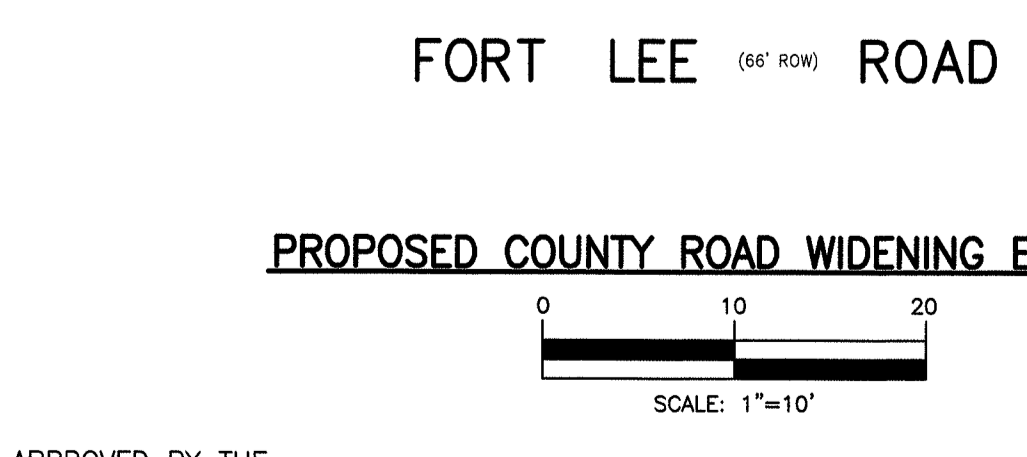 FORT LEE (66' ROW) ROAD
PROPOSED COUNTY ROAD WIDENING
0 10 20
SCALE: 1"=10'
APPROVED BY THE